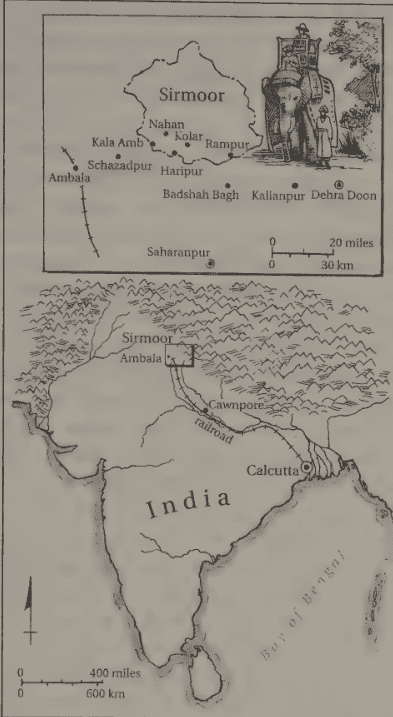 Sirmoor
Nahan
Kolar
Kala Amb
Rampur
Schazadpur
Haripur
Ambala
Badshah Bagh
Kalianpur
Dehra Doon
Saharanpur
0 20 miles
0 30 km
Sirmoor
Ambala
Cawnpore
railroad
Calcutta
India
Bay of Bengal
0 400 miles
0 600 km